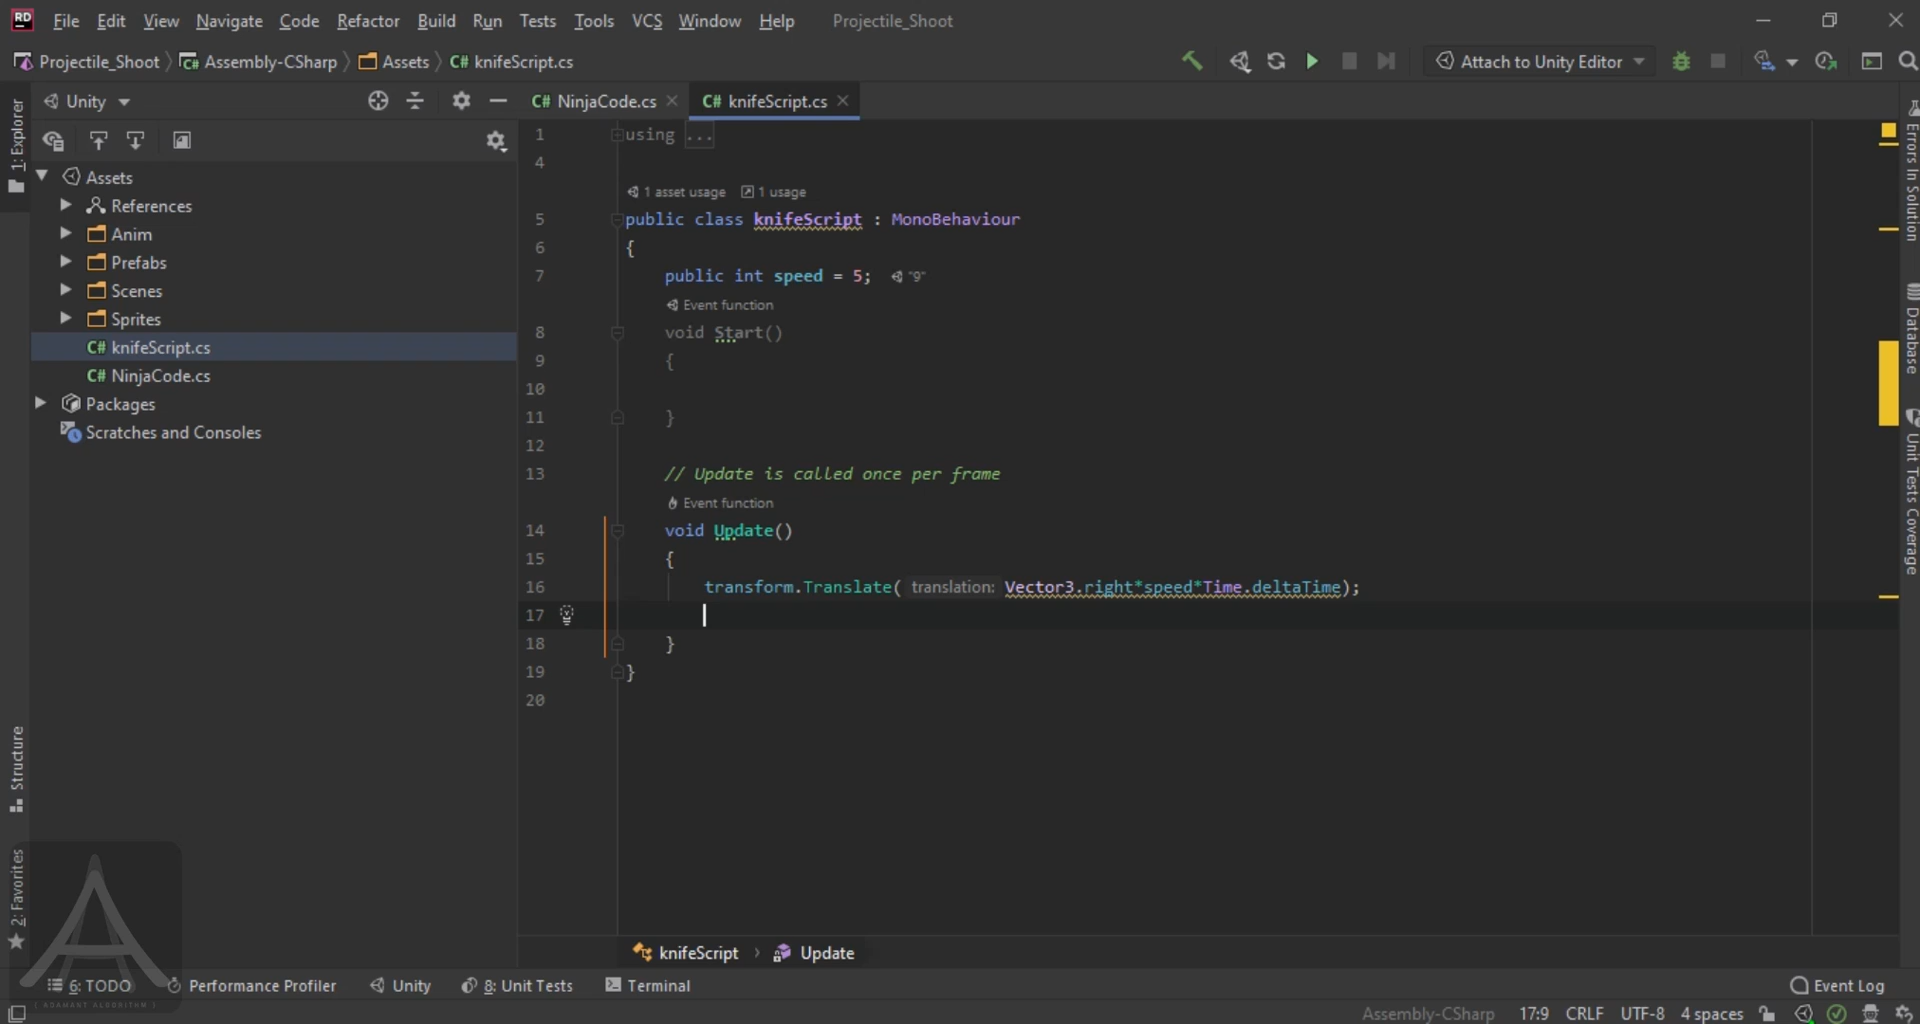 RD File Edit View Navigate Code Refactor Build Run Tests Tools VCS Window Help Projectile_Shoot
Projectile_Shoot Assembly-CSharp Assets C# knifeScript.cs Attach to Unity Editor
1: Explorer
Unity
C# NinjaCode.cs C# knifeScript.cs
Assets
References
Anim
Prefabs
Scenes
Sprites
C# knifeScript.cs
C# NinjaCode.cs
Packages
Scratches and Consoles
Structure
2: Favorites
1 using ...
4
1 asset usage 1 usage
5 public class knifeScript : MonoBehaviour
6 {
7 public int speed = 5; "9"
Event function
8 void Start()
9 {
10
11 }
12
13 // Update is called once per frame
Event function
14 void Update()
15 {
16 transform.Translate( translation: Vector3.right*speed*Time.deltaTime);
17
18 }
19 }
20
Errors In Solution
Database
Unit Tests Coverage
knifeScript Update
6: TODO Performance Profiler Unity 8: Unit Tests Terminal Event Log
( ADAMANT ALGORITHM )
Assembly-CSharp 17:9 CRLF UTF-8 4 spaces